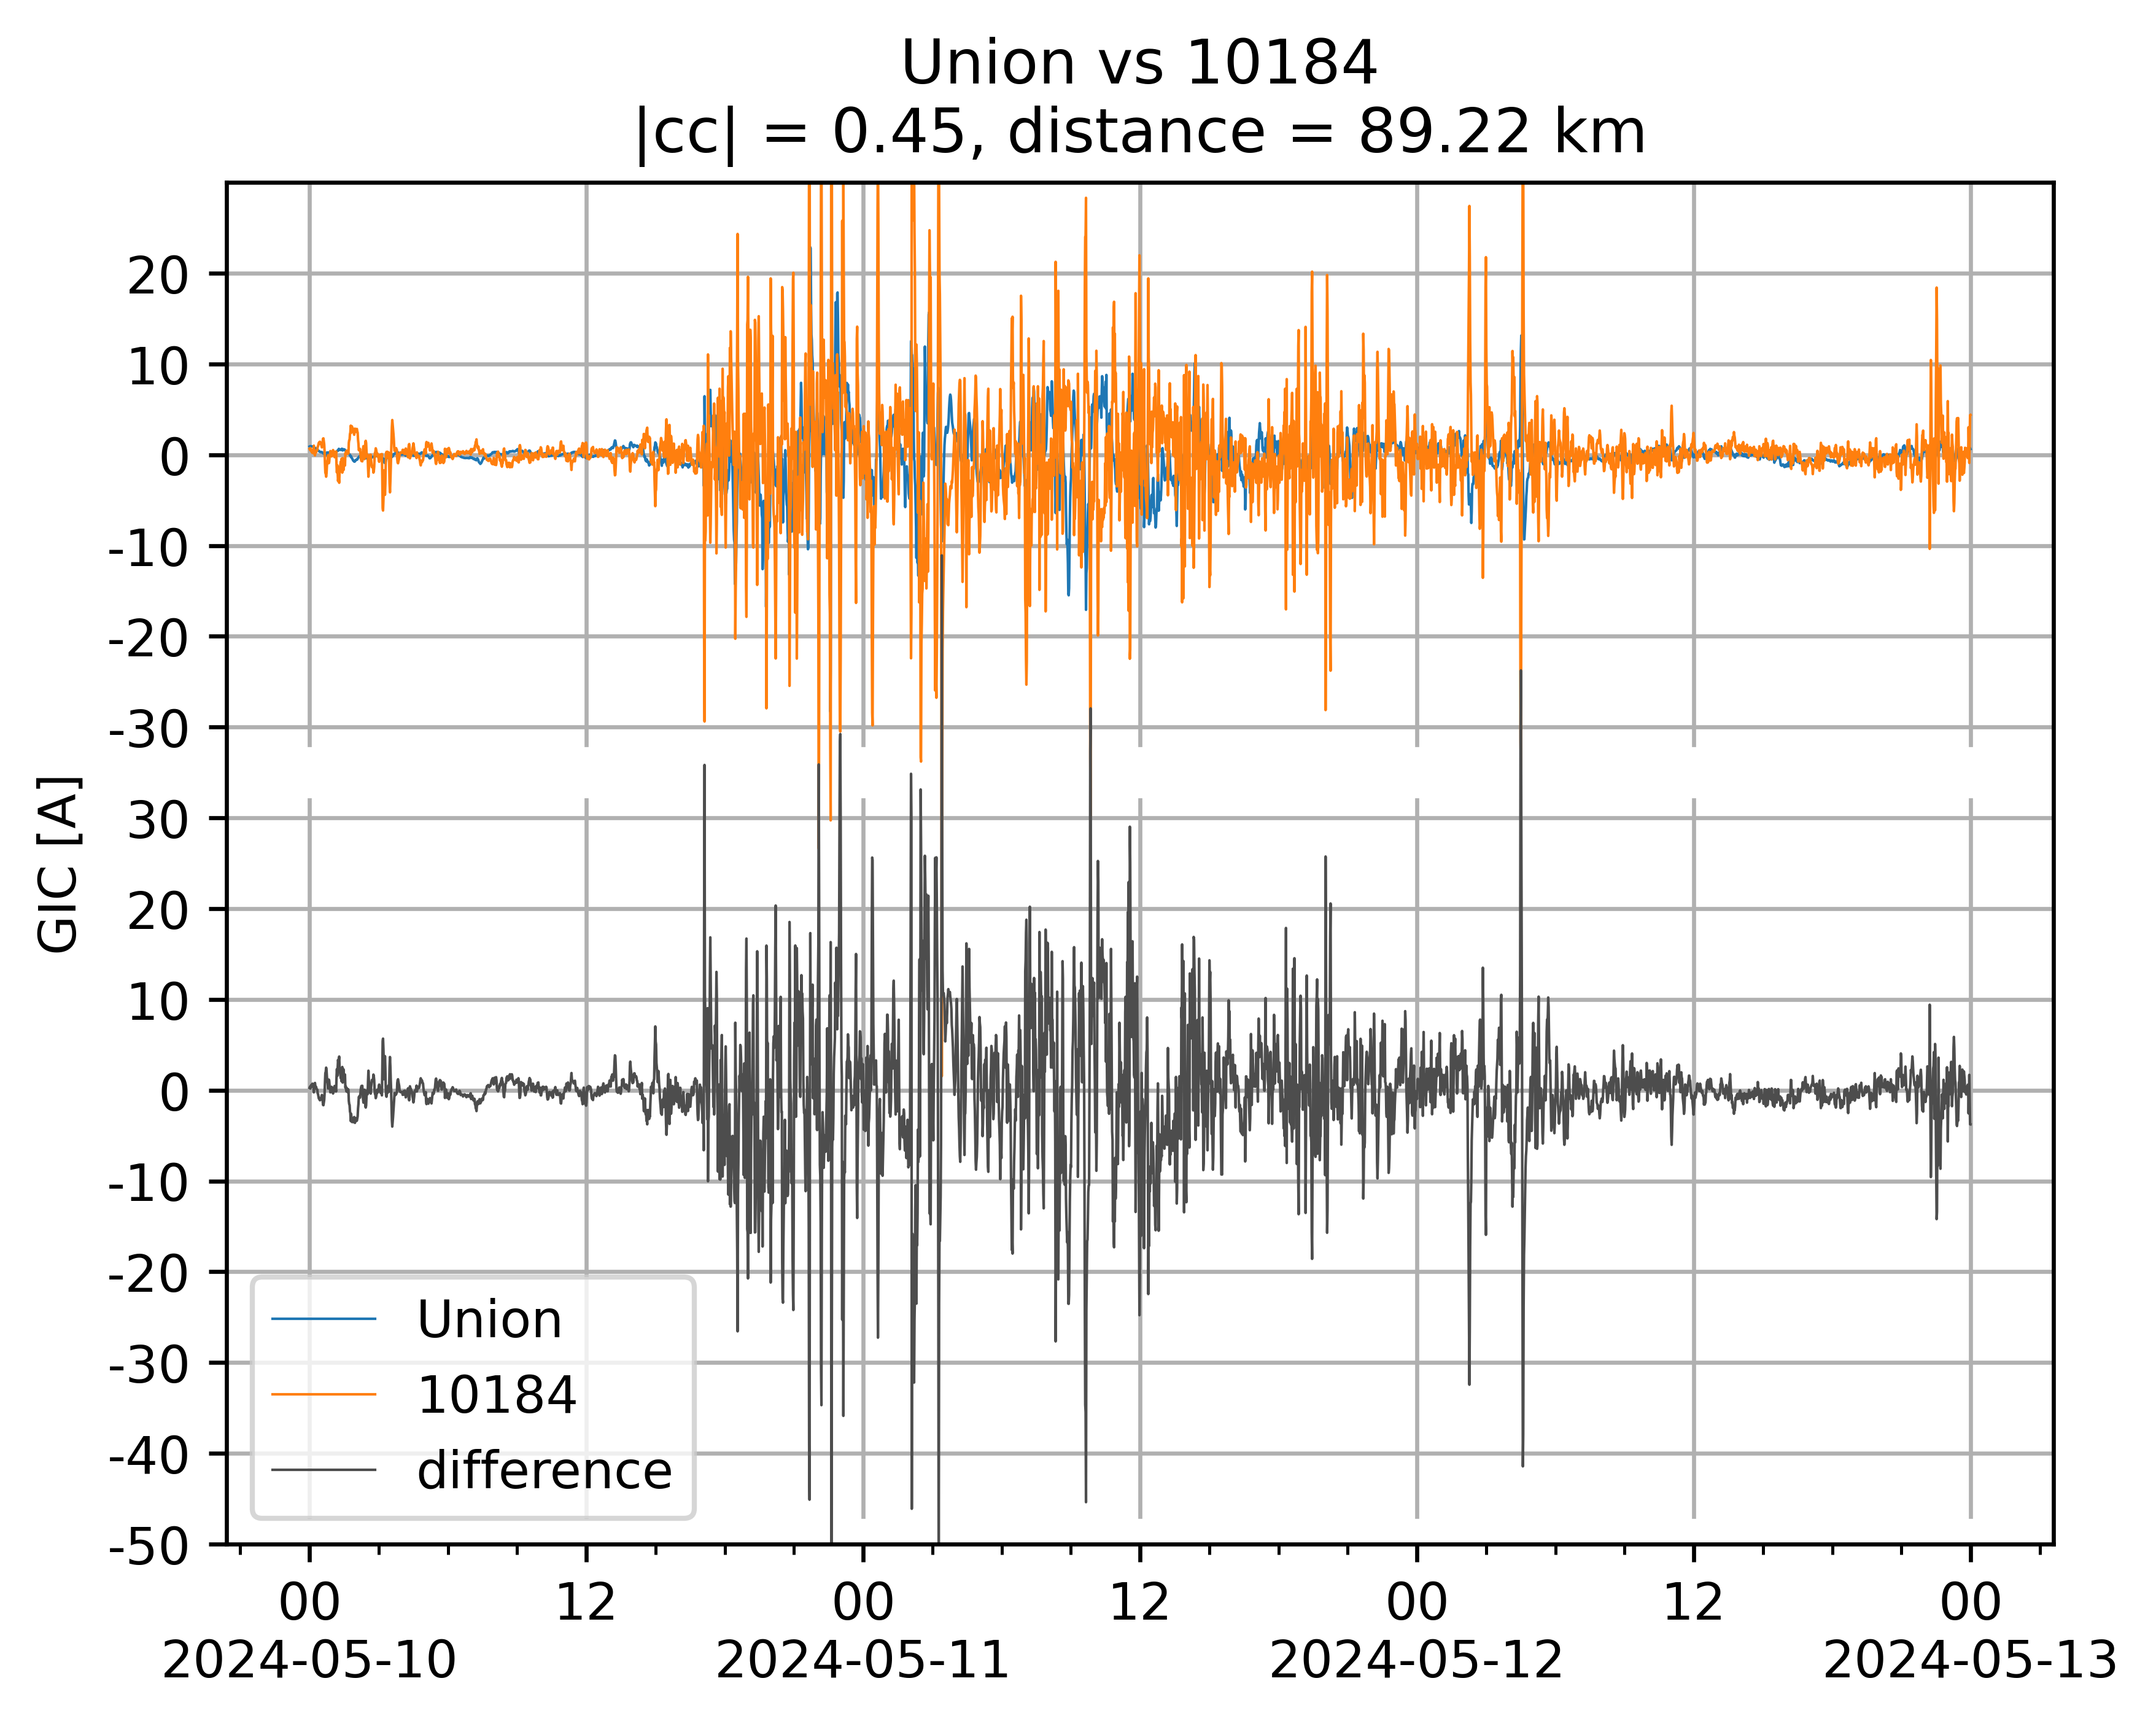 Union vs 10184
|cc| = 0.45, distance = 89.22 km
GIC [A]
20
10
0
-10
-20
-30
30
20
10
0
-10
-20
-30
-40
-50
Union
10184
difference
00 12 00 12 00 12 00
2024-05-10 2024-05-11 2024-05-12 2024-05-13